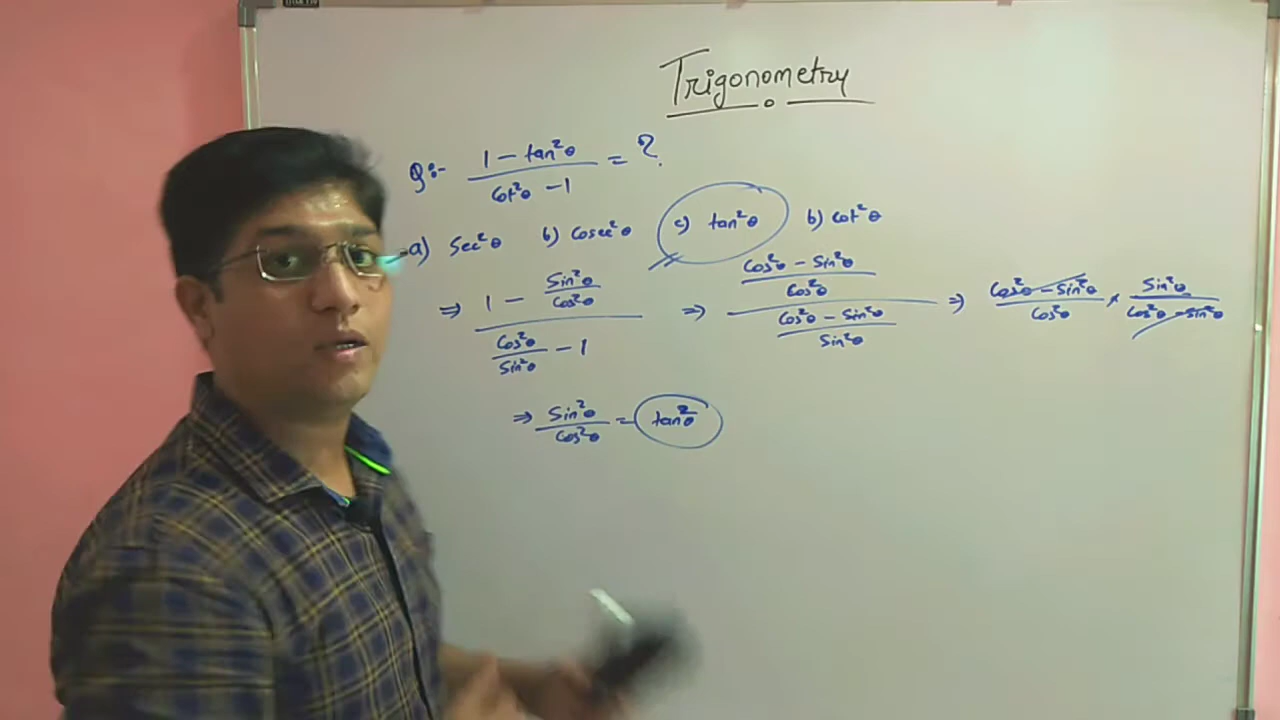 Trigonometry
Q:- (1 - tan²θ)/(cot²θ - 1) = ?
a) Sec²θ b) Cosec²θ c) tan²θ b) Cot²θ
⇒ (1 - Sin²θ/Cos²θ)/(Cos²θ/Sin²θ - 1) ⇒ ((Cos²θ - Sin²θ)/Cos²θ)/((Cos²θ - Sin²θ)/Sin²θ) ⇒ (Cos²θ - Sin²θ)/Cos²θ × Sin²θ/(Cos²θ - Sin²θ)
⇒ Sin²θ/Cos²θ = tan²θ